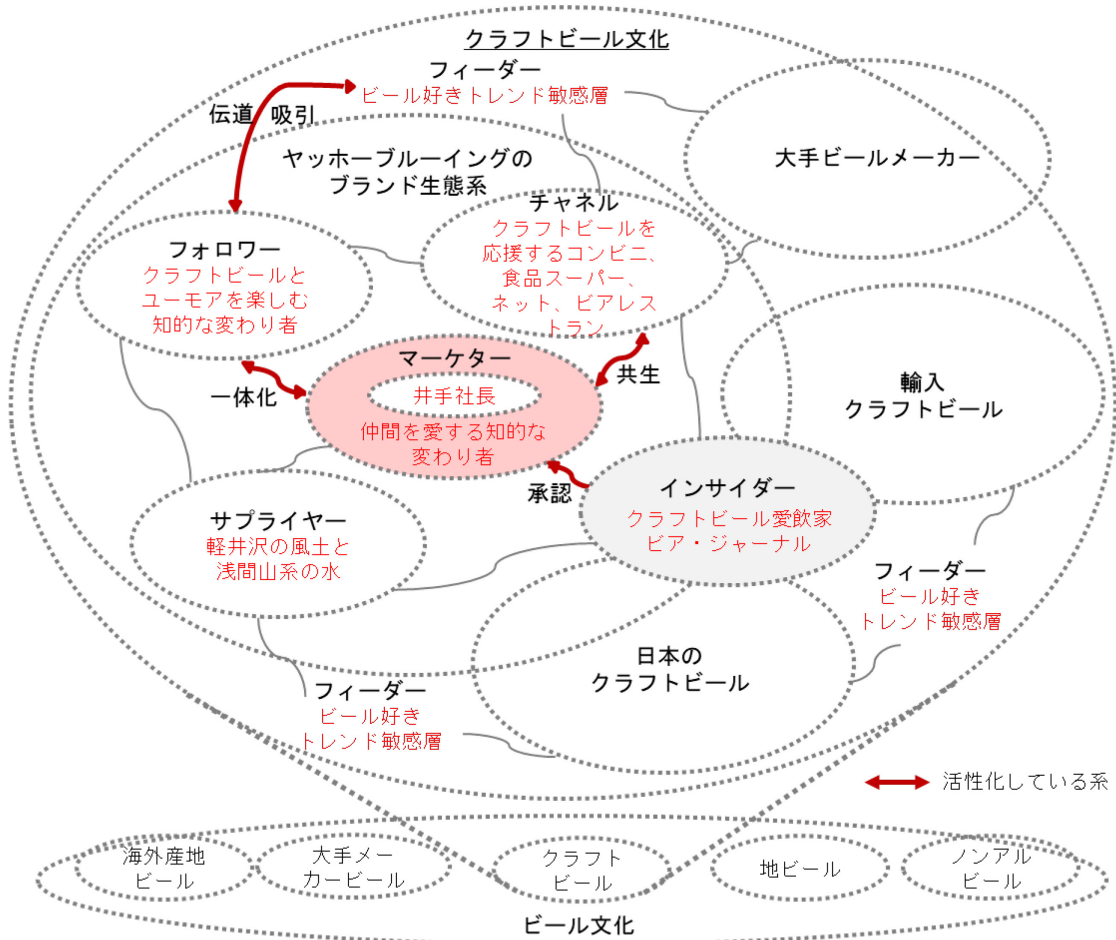 クラフトビール文化
フィーダー
ビール好きトレンド敏感層
伝道
吸引
ヤッホーブルーイングの
ブランド生態系
大手ビールメーカー
チャネル
クラフトビールを
応援するコンビニ、
食品スーパー、
ネット、ビアレス
トラン
フォロワー
クラフトビールと
ユーモアを楽しむ
知的な変わり者
マーケター
井手社長
仲間を愛する知的な
変わり者
一体化
共生
輸入
クラフトビール
承認
インサイダー
クラフトビール愛飲家
ビア・ジャーナル
サプライヤー
軽井沢の風土と
浅間山系の水
フィーダー
ビール好き
トレンド敏感層
日本の
クラフトビール
フィーダー
ビール好き
トレンド敏感層
活性化している系
海外産地
ビール
大手メー
カービール
クラフト
ビール
地ビール
ノンアル
ビール
ビール文化